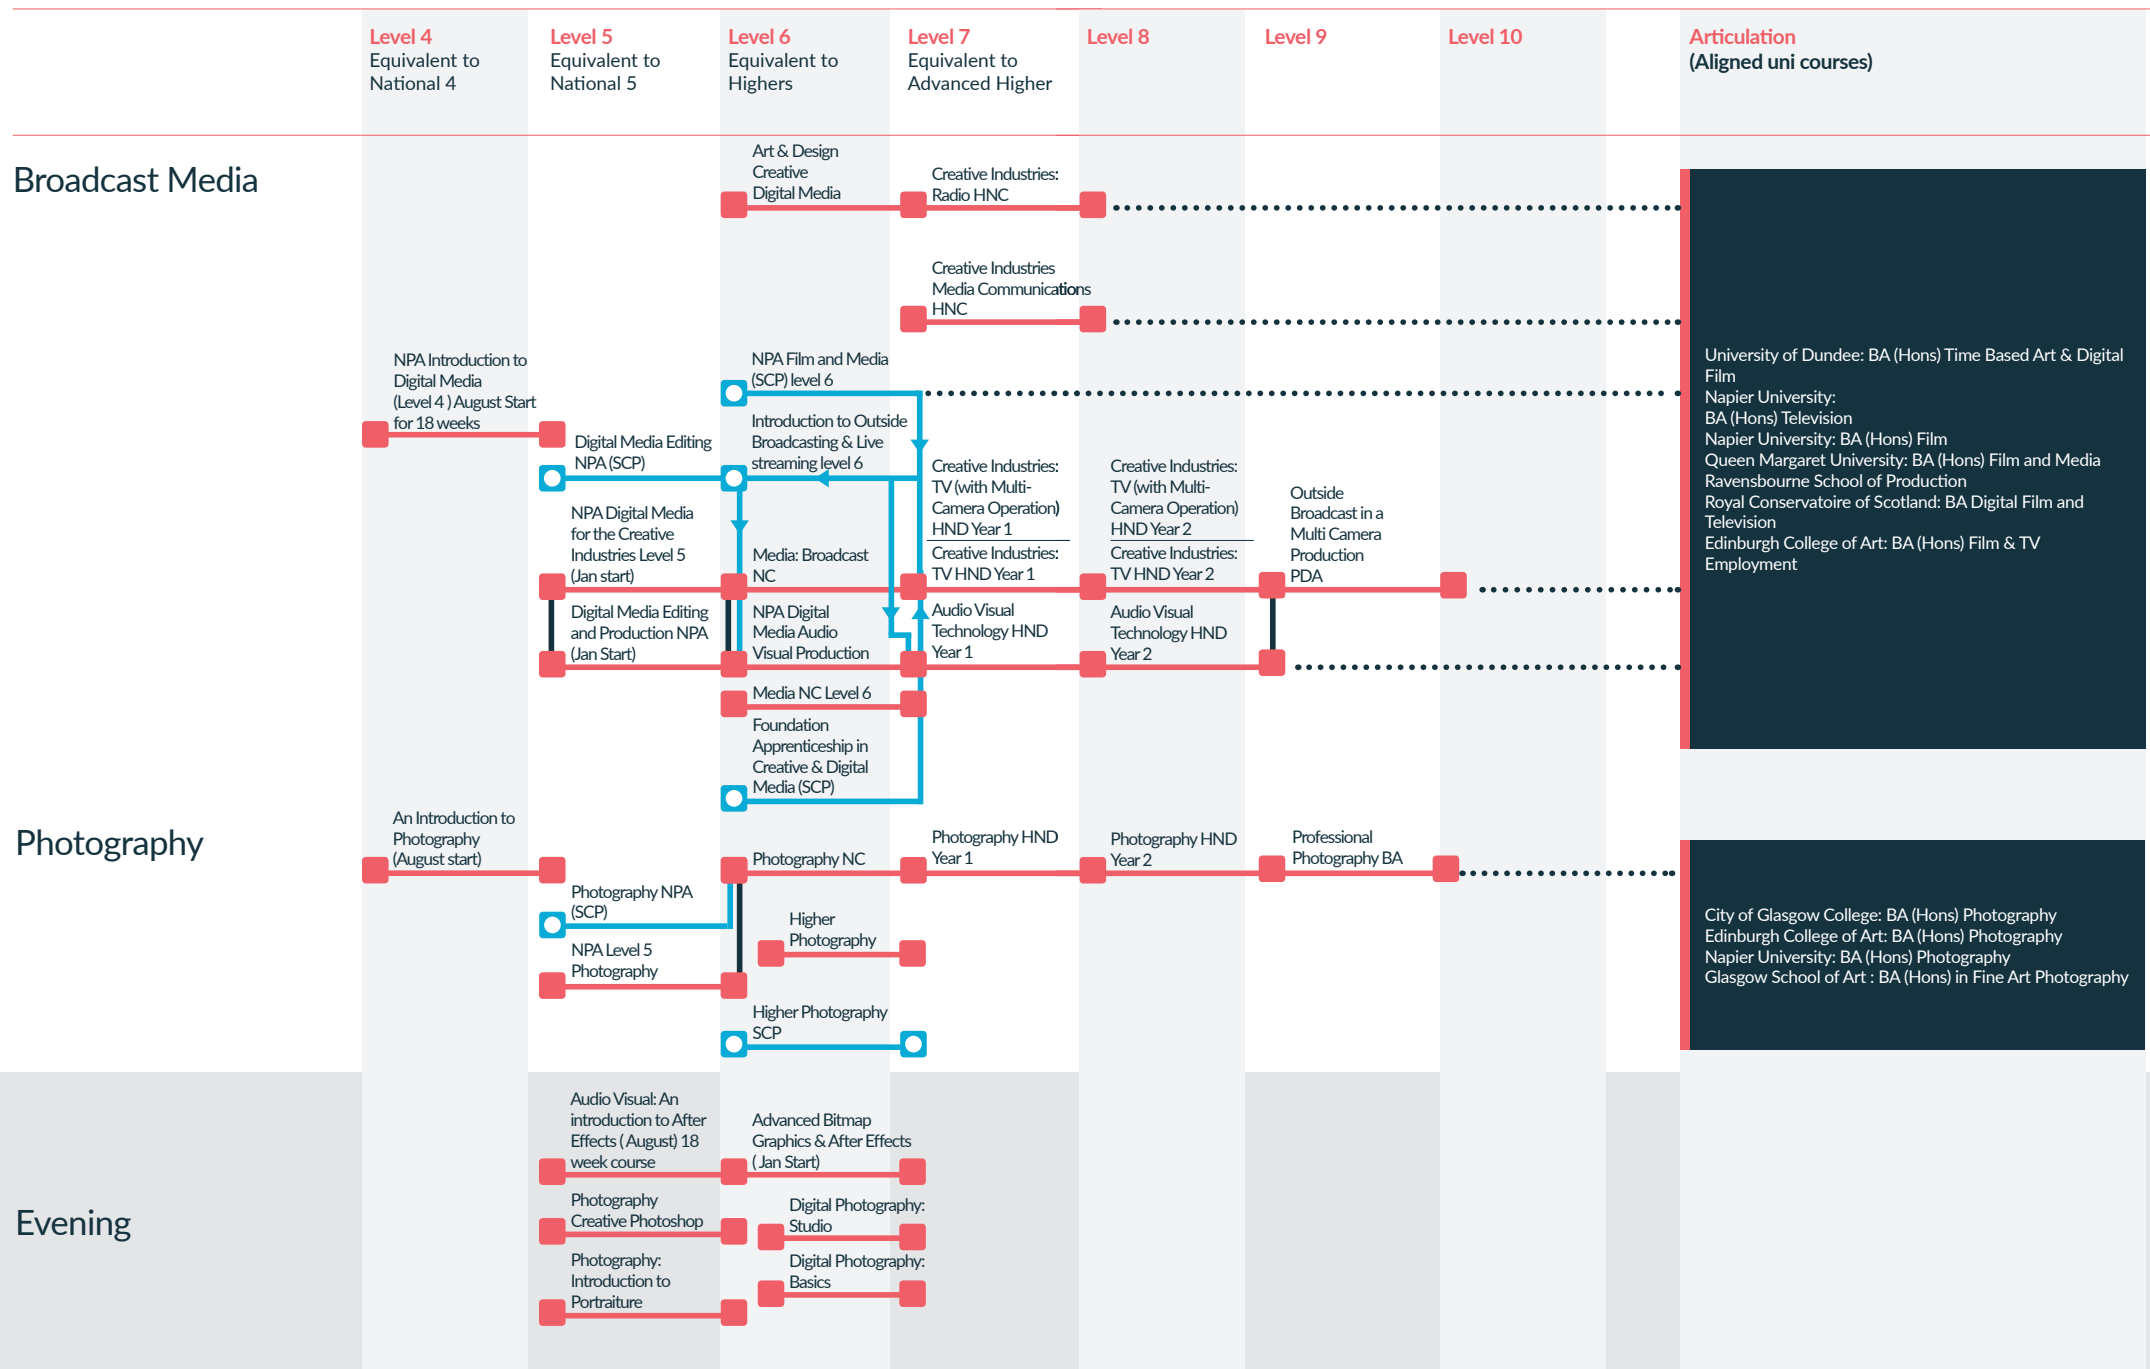 Level 4
Equivalent to
National 4
Level 5
Equivalent to
National 5
Level 6
Equivalent to
Highers
Level 7
Equivalent to
Advanced Higher
Level 8
Level 9
Level 10
Articulation
(Aligned uni courses)
Broadcast Media
Art & Design
Creative
Digital Media
Creative Industries:
Radio HNC
Creative Industries
Media Communications
HNC
NPA Introduction to
Digital Media
(Level 4 ) August Start
for 18 weeks
NPA Film and Media
(SCP) level 6
Digital Media Editing
NPA (SCP)
Introduction to Outside
Broadcasting & Live
streaming level 6
NPA Digital Media
for the Creative
Industries Level 5
(Jan start)
Media: Broadcast
NC
Creative Industries:
TV (with Multi-
Camera Operation)
HND Year 1
Creative Industries:
TV HND Year 1
Creative Industries:
TV (with Multi-
Camera Operation)
HND Year 2
Creative Industries:
TV HND Year 2
Outside
Broadcast in a
Multi Camera
Production
PDA
Digital Media Editing
and Production NPA
(Jan Start)
NPA Digital
Media Audio
Visual Production
Audio Visual
Technology HND
Year 1
Audio Visual
Technology HND
Year 2
Media NC Level 6
Foundation
Apprenticeship in
Creative & Digital
Media (SCP)
University of Dundee: BA (Hons) Time Based Art & Digital
Film
Napier University:
BA (Hons) Television
Napier University: BA (Hons) Film
Queen Margaret University: BA (Hons) Film and Media
Ravensbourne School of Production
Royal Conservatoire of Scotland: BA Digital Film and
Television
Edinburgh College of Art: BA (Hons) Film & TV
Employment
Photography
An Introduction to
Photography
(August start)
Photography NC
Photography HND
Year 1
Photography HND
Year 2
Professional
Photography BA
Photography NPA
(SCP)
Higher
Photography
NPA Level 5
Photography
Higher Photography
SCP
City of Glasgow College: BA (Hons) Photography
Edinburgh College of Art: BA (Hons) Photography
Napier University: BA (Hons) Photography
Glasgow School of Art : BA (Hons) in Fine Art Photography
Evening
Audio Visual: An
introduction to After
Effects ( August) 18
week course
Advanced Bitmap
Graphics & After Effects
( Jan Start)
Photography
Creative Photoshop
Digital Photography:
Studio
Photography:
Introduction to
Portraiture
Digital Photography:
Basics